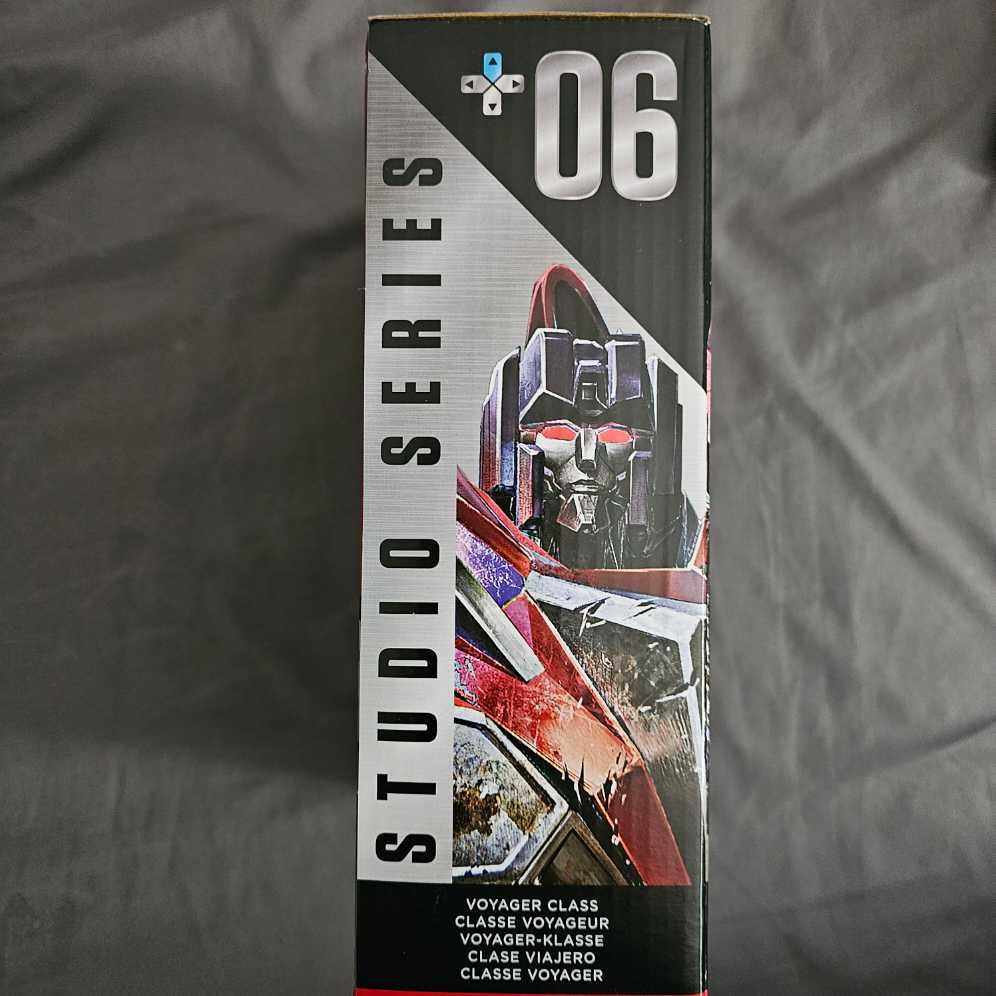 06
STUDIO SERIES
VOYAGER CLASS
CLASSE VOYAGEUR
VOYAGER-KLASSE
CLASE VIAJERO
CLASSE VOYAGER